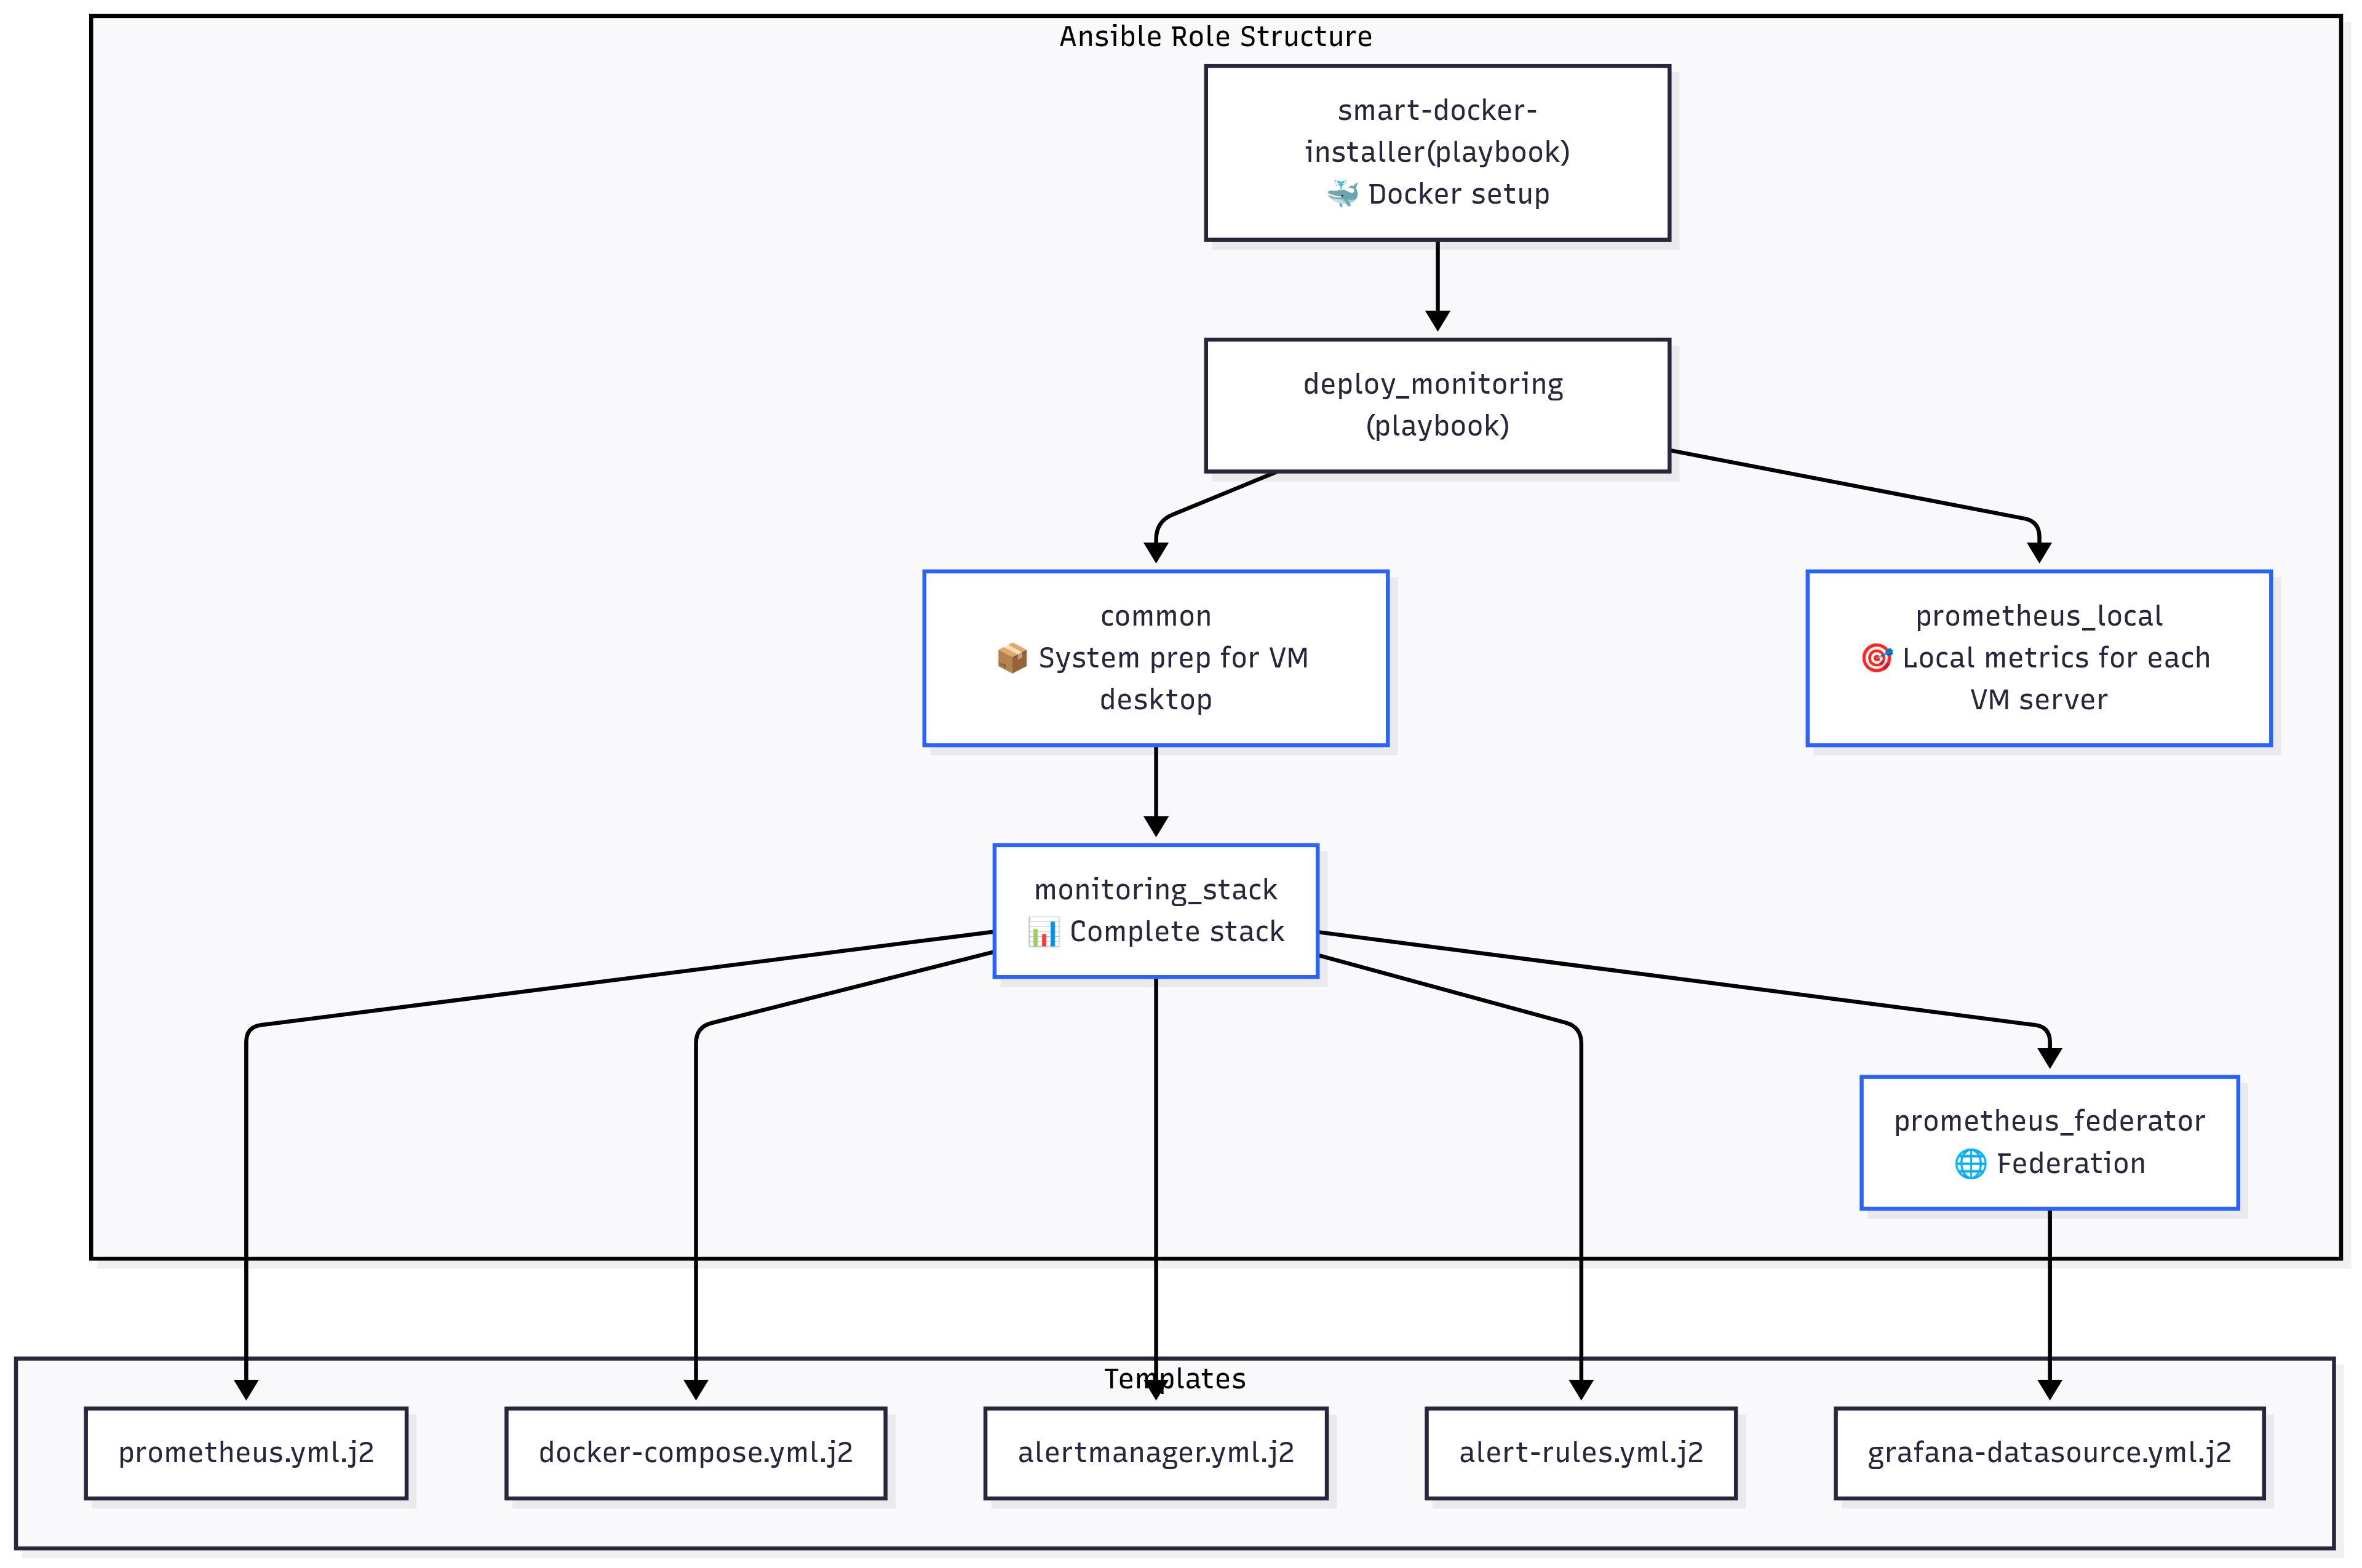 Ansible Role Structure
smart-docker-
installer(playbook)
🐳 Docker setup
deploy_monitoring
(playbook)
common
📦 System prep for VM
desktop
prometheus_local
🎯 Local metrics for each
VM server
monitoring_stack
📊 Complete stack
prometheus_federator
🌐 Federation
Templates
prometheus.yml.j2
docker-compose.yml.j2
alertmanager.yml.j2
alert-rules.yml.j2
grafana-datasource.yml.j2